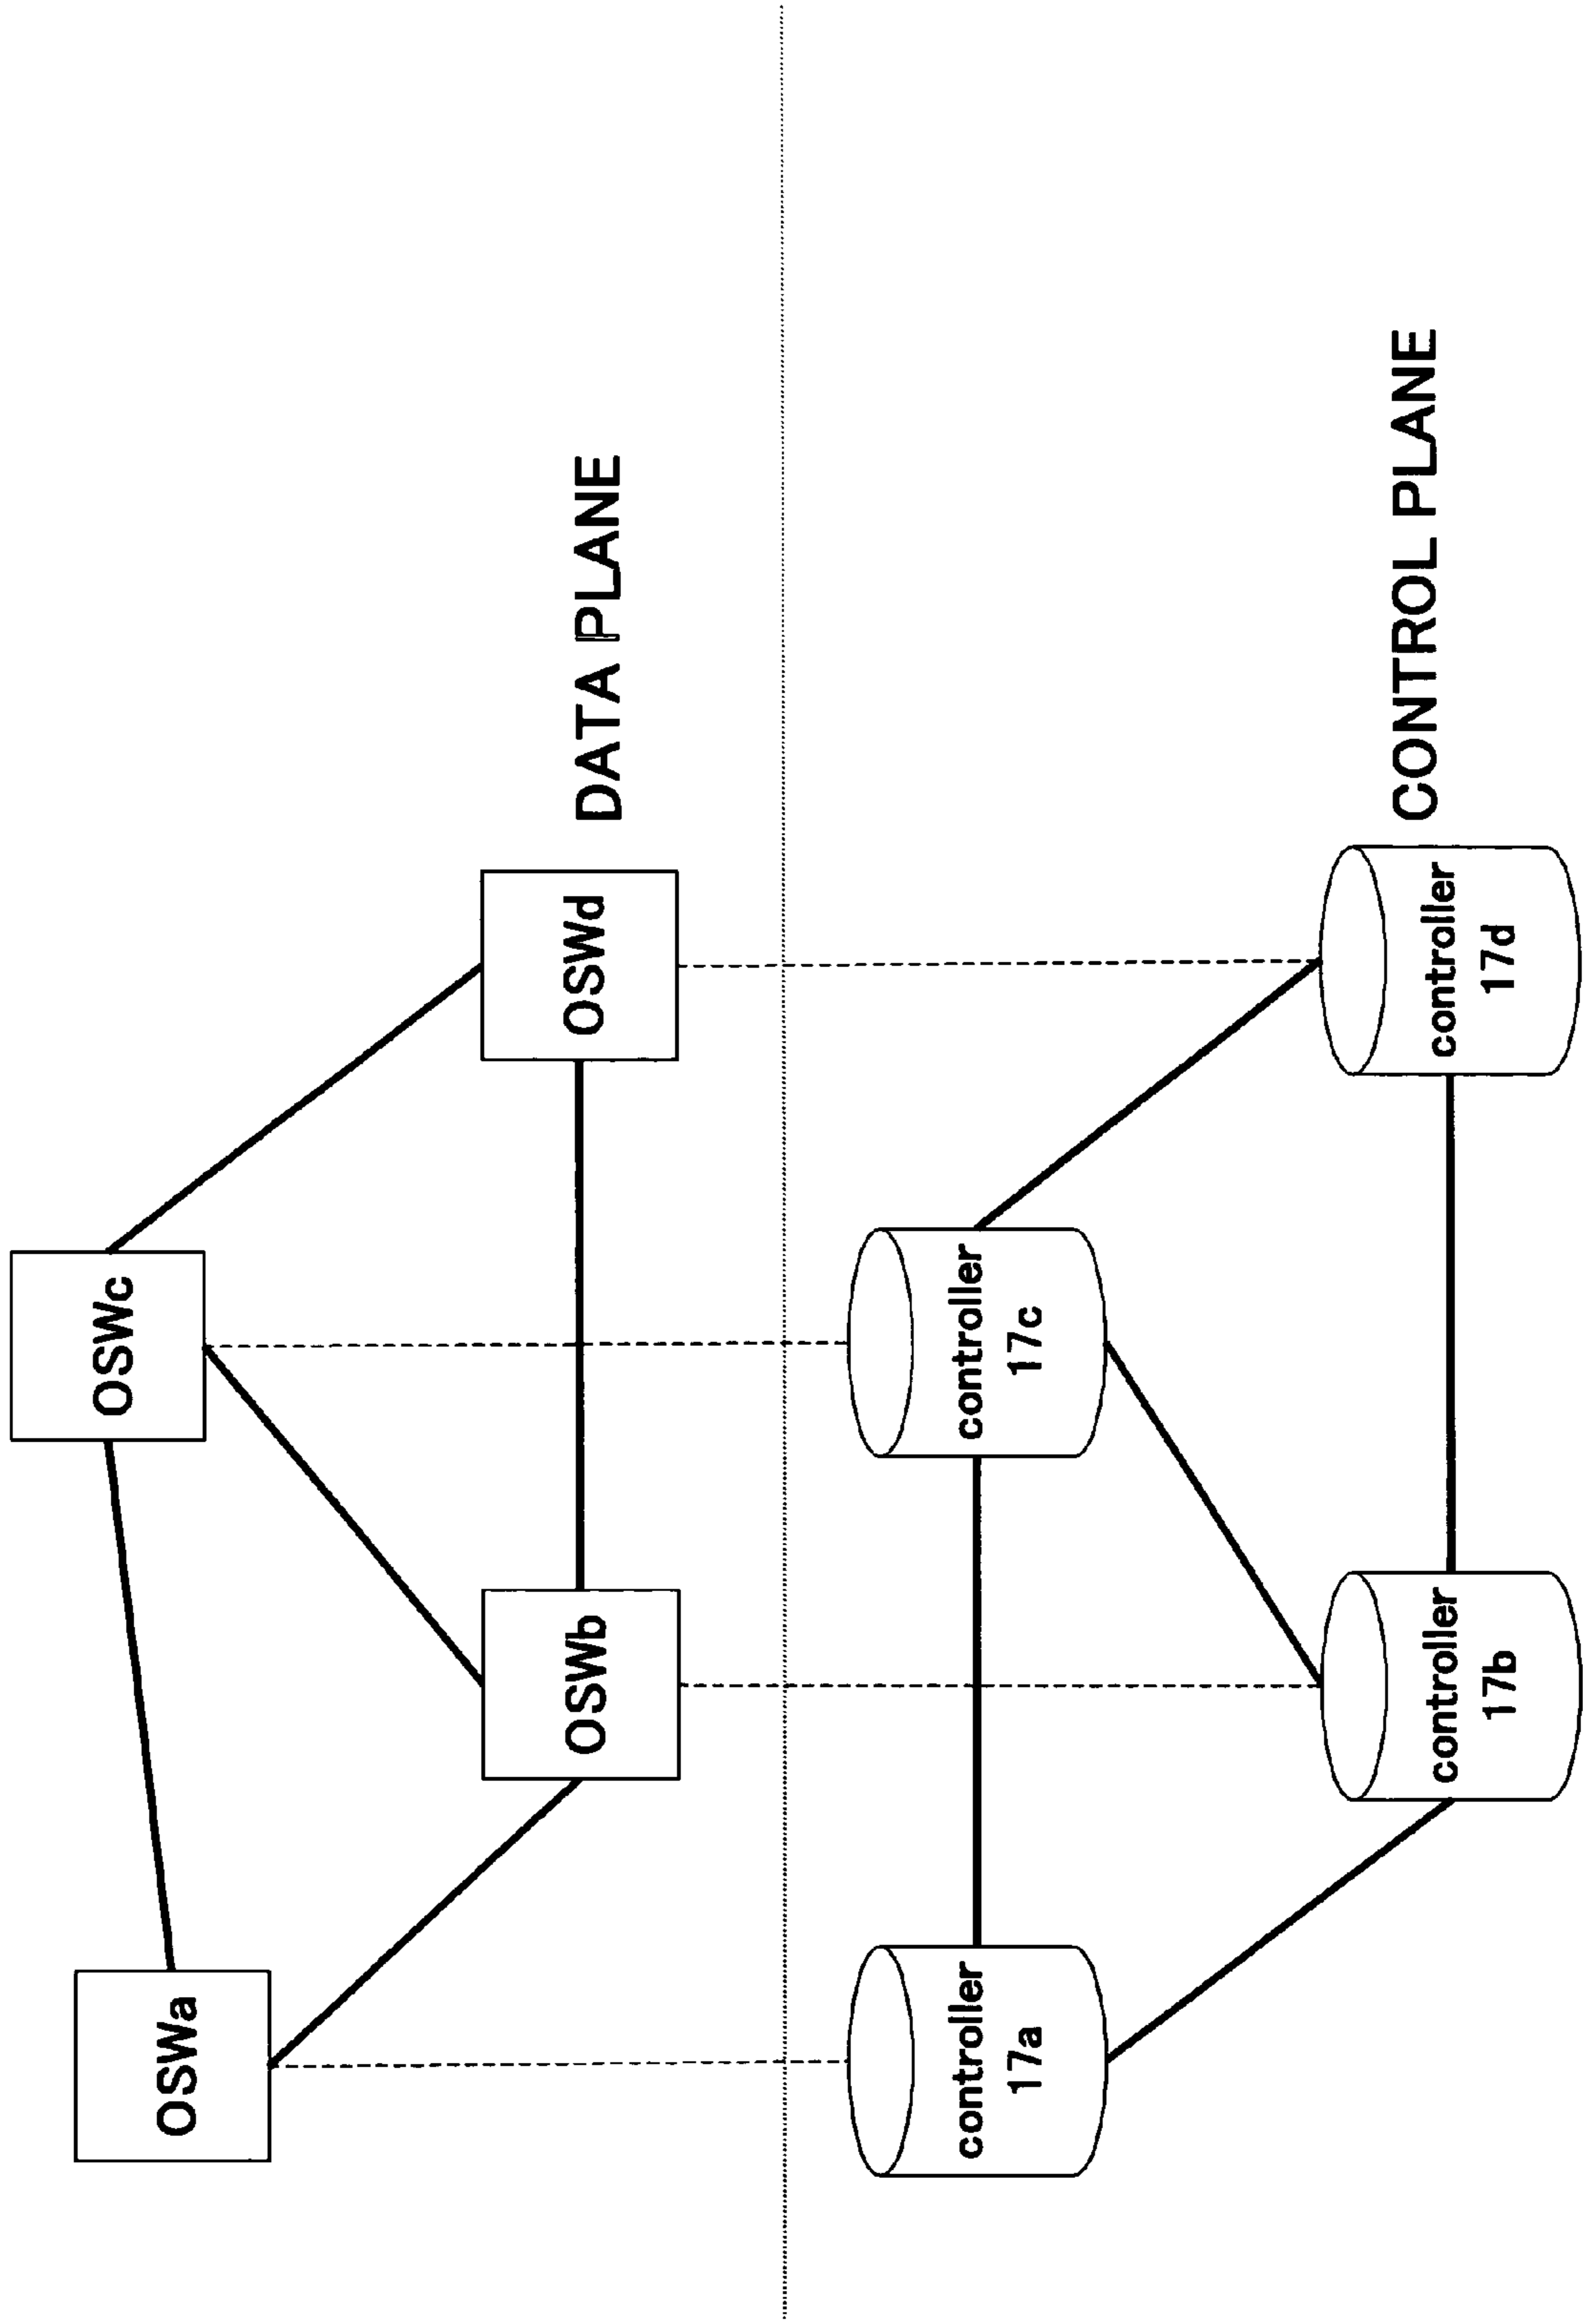 OSWc
OSWa
OSWb
OSWd
DATA PLANE
controller
17a
controller
17c
controller
17b
controller
17d
CONTROL PLANE